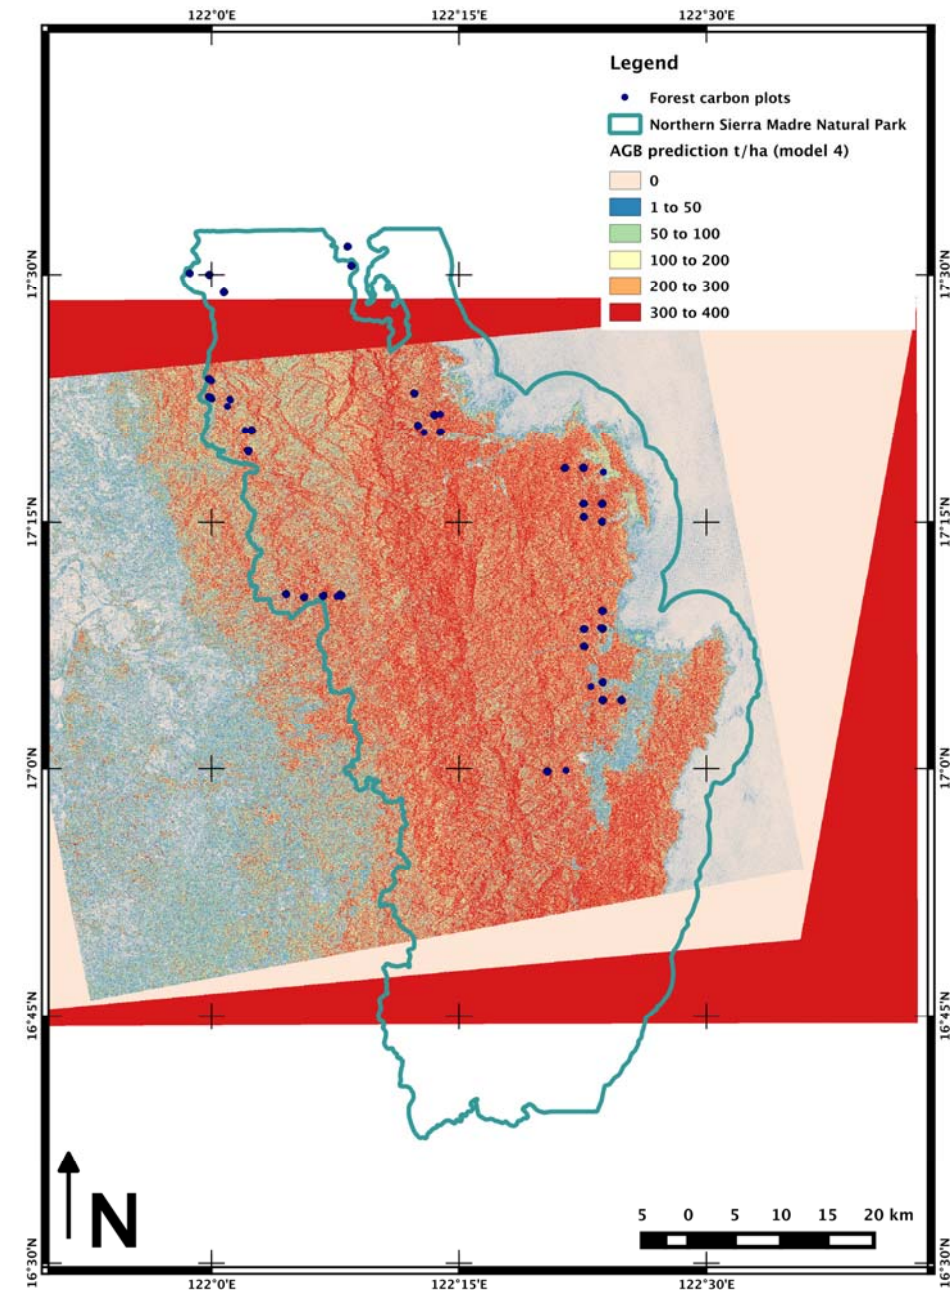 122°0'E 122°15'E 122°30'E
Legend
Forest carbon plots
Northern Sierra Madre Natural Park
AGB prediction t/ha (model 4)
0
1 to 50
50 to 100
100 to 200
200 to 300
300 to 400
17°30'N 17°30'N
17°15'N 17°15'N
17°0'N 17°0'N
16°45'N 16°45'N
N
5 0 5 10 15 20 km
16°30'N 16°30'N
122°0'E 122°15'E 122°30'E